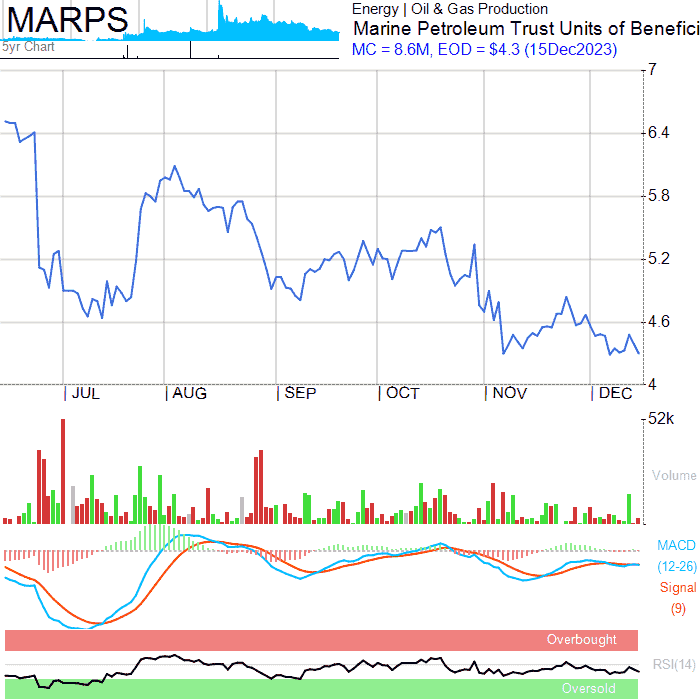 MARPS
5yr Chart
Energy | Oil & Gas Production
Marine Petroleum Trust Units of Benefici
MC = 8.6M, EOD = $4.3 (15Dec2023)
7
6.4
5.8
5.2
4.6
4
JUL AUG SEP OCT NOV DEC
52k
Volume
MACD
(12-26)
Signal
(9)
Overbought
RSI(14)
Oversold